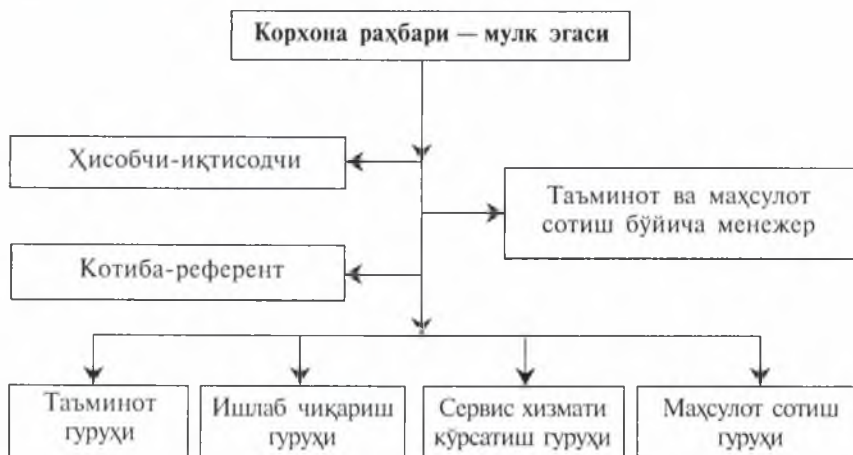 Корхона раҳбари — мулк эгаси
Ҳисобчи-иқтисодчи
Таъминот ва маҳсулот
сотиш бўйича менежер
Котиба-референт
Таъминот
гуруҳи
Ишлаб чиқариш
гуруҳи
Сервис хизмати
кўрсатиш гуруҳи
Маҳсулот сотиш
гуруҳи